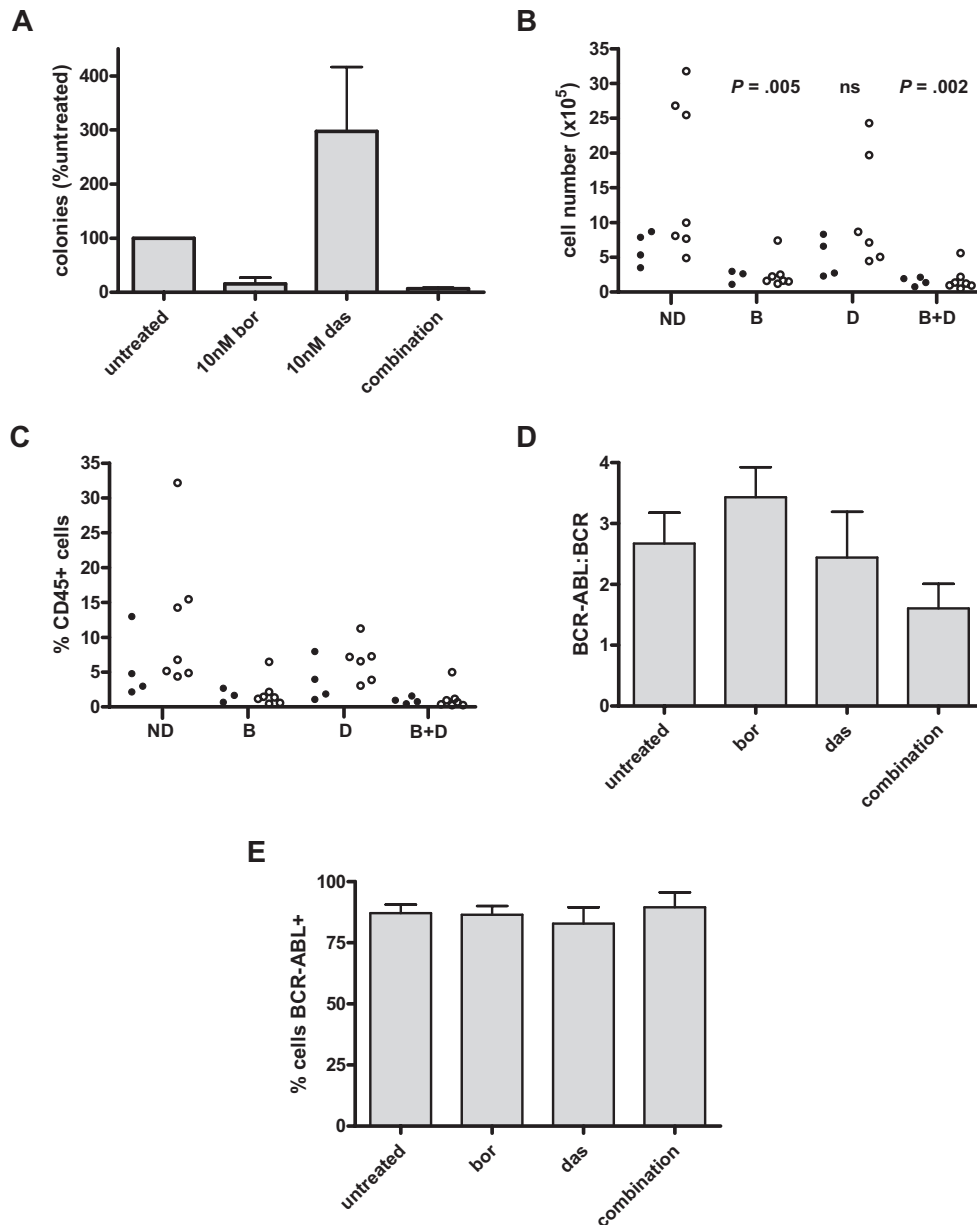 A
colonies (%untreated)
400
300
200
100
0
untreated
10nM bor
10nM das
combination
B
cell number (x10⁵)
35
30
25
20
15
10
5
0
P = .005
ns
P = .002
ND
B
D
B+D
C
% CD45+ cells
35
30
25
20
15
10
5
0
ND
B
D
B+D
D
BCR-ABL:BCR
4
3
2
1
0
untreated
bor
das
combination
E
% cells BCR-ABL+
100
75
50
25
0
untreated
bor
das
combination